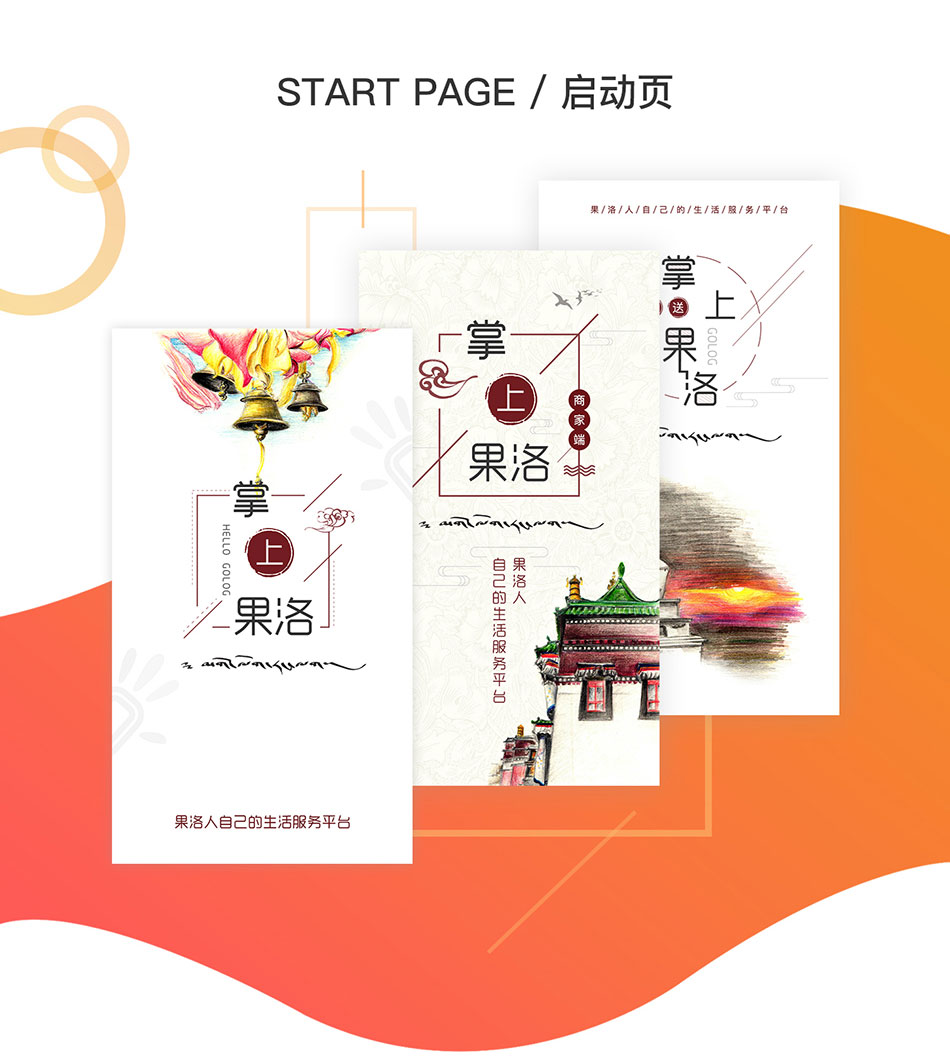 START PAGE / 启动页
掌
上
果洛
HELLO GOLOG
果洛人自己的生活服务平台
掌
上
果洛
商家端
果洛人
自己的生活服务平台
果/洛/人/自/己/的/生/活/服/务/平/台
掌
上
送
果
洛
GOLOG